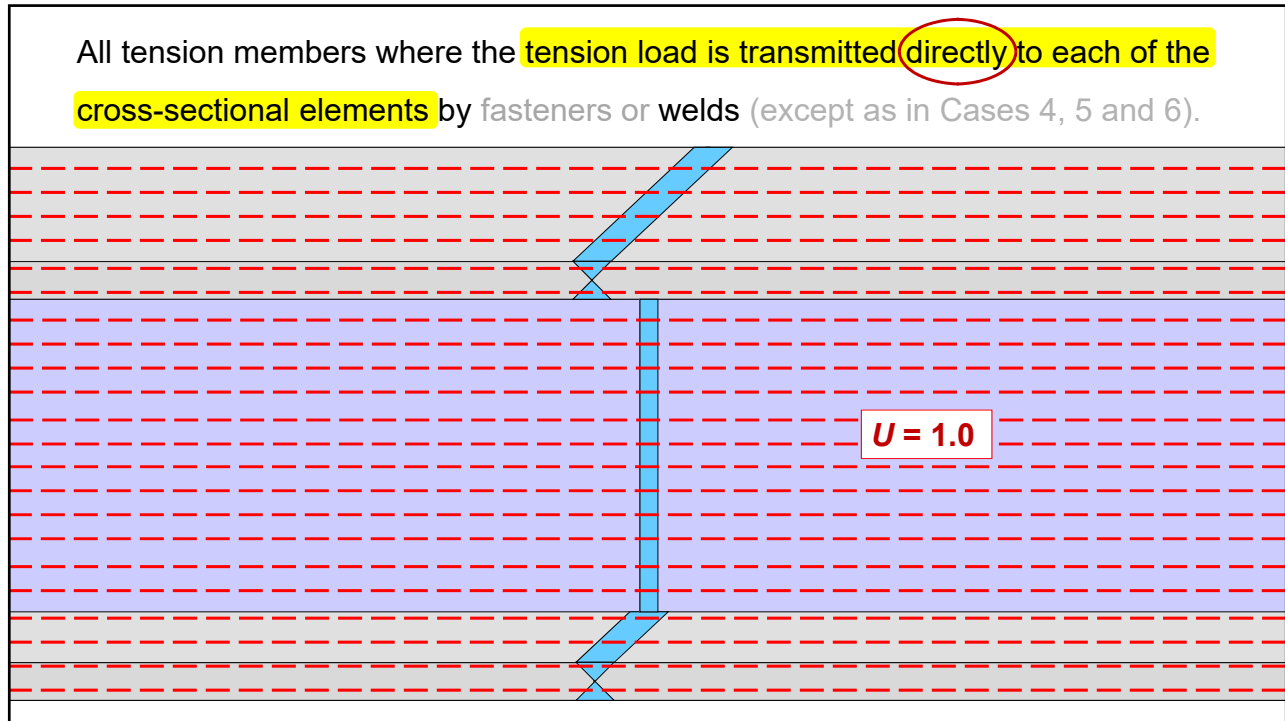 All tension members where the tension load is transmitted directly to each of the
cross-sectional elements by fasteners or welds (except as in Cases 4, 5 and 6).
U = 1.0